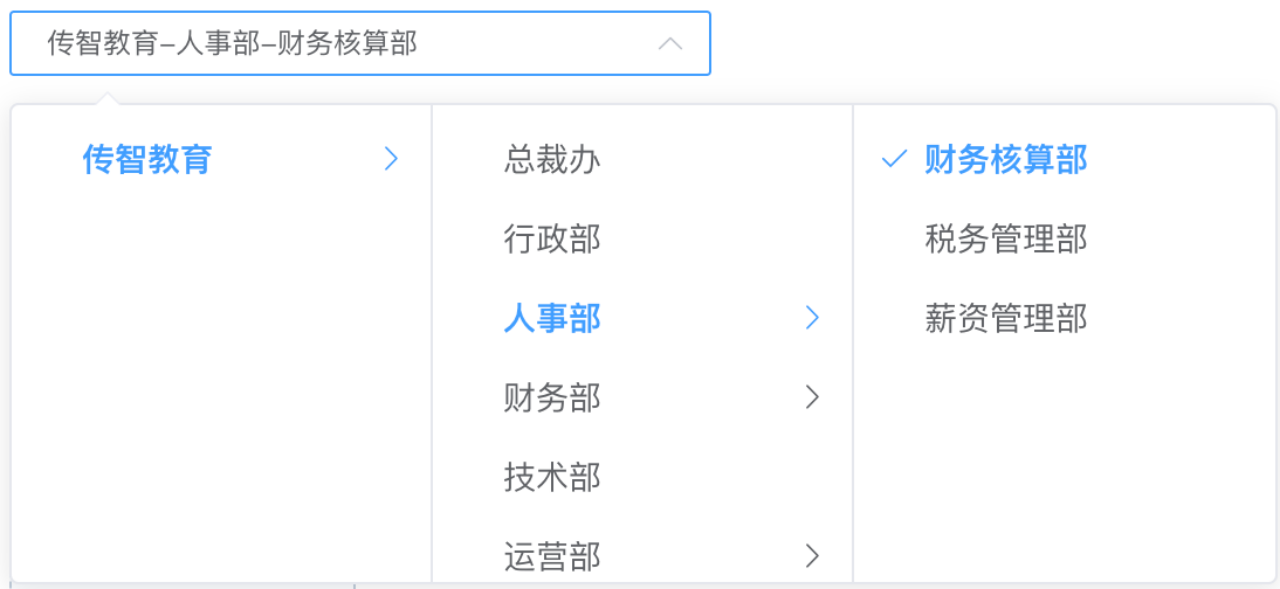 传智教育–人事部–财务核算部
传智教育
总裁办
行政部
人事部
财务部
技术部
运营部
财务核算部
税务管理部
薪资管理部